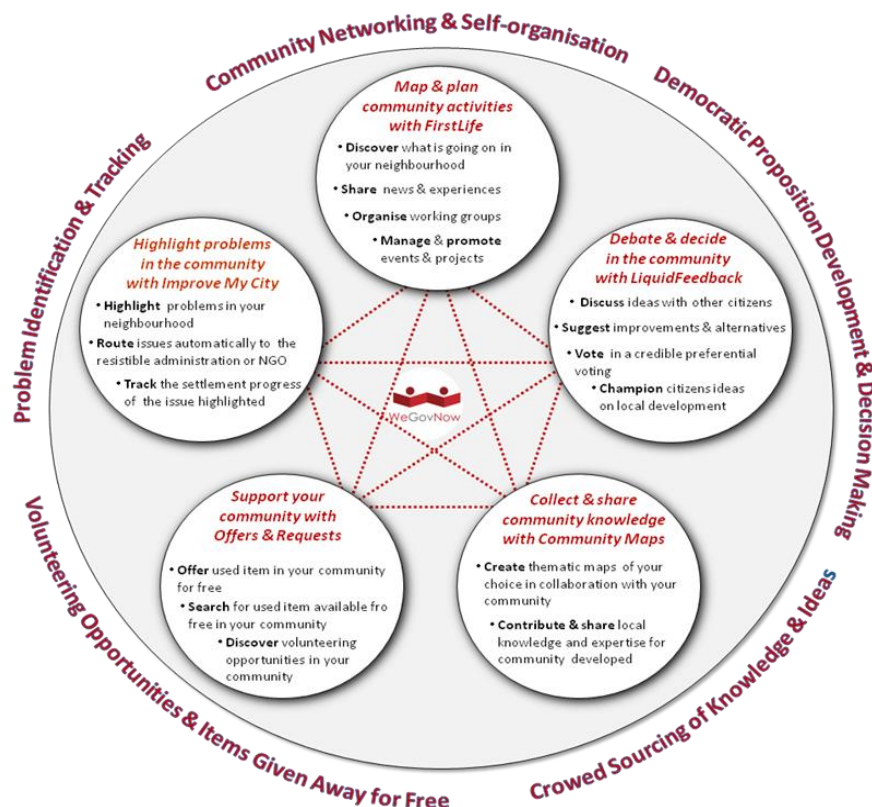 Community Networking & Self-organisation
Democratic Proposition Development & Decision Making
Problem Identification & Tracking
Map & plan
community activities
with FirstLife
• Discover what is going on in
your neighbourhood
• Share news & experiences
• Organise working groups
• Manage & promote
events & projects
Highlight problems
in the community
with Improve My City
• Highlight problems in your
neighbourhood
• Route issues automatically to the
resistible administration or NGO
• Track the settlement progress
of the issue highlighted
Debate & decide
in the community
with LiquidFeedback
• Discuss ideas with other citizens
• Suggest improvements & alternatives
• Vote in a credible preferential
voting
• Champion citizens ideas
on local development
WeGovNow
Support your
community with
Offers & Requests
• Offer used item in your community
for free
• Search for used item available fro
free in your community
• Discover volunteering
opportunities in your
community
Collect & share
community knowledge
with Community Maps
• Create thematic maps of your
choice in collaboration with your
community
• Contribute & share local
knowledge and expertise for
community developed
Volunteering Opportunities & Items Given Away for Free
Crowed Sourcing of Knowledge & Ideas